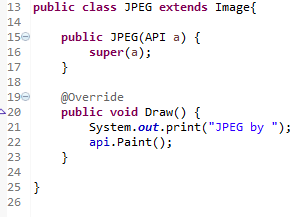 13 public class JPEG extends Image{
14
15 public JPEG(API a) {
16 super(a);
17 }
18
19 @Override
20 public void Draw() {
21 System.out.print("JPEG by ");
22 api.Paint();
23 }
24
25 }
26